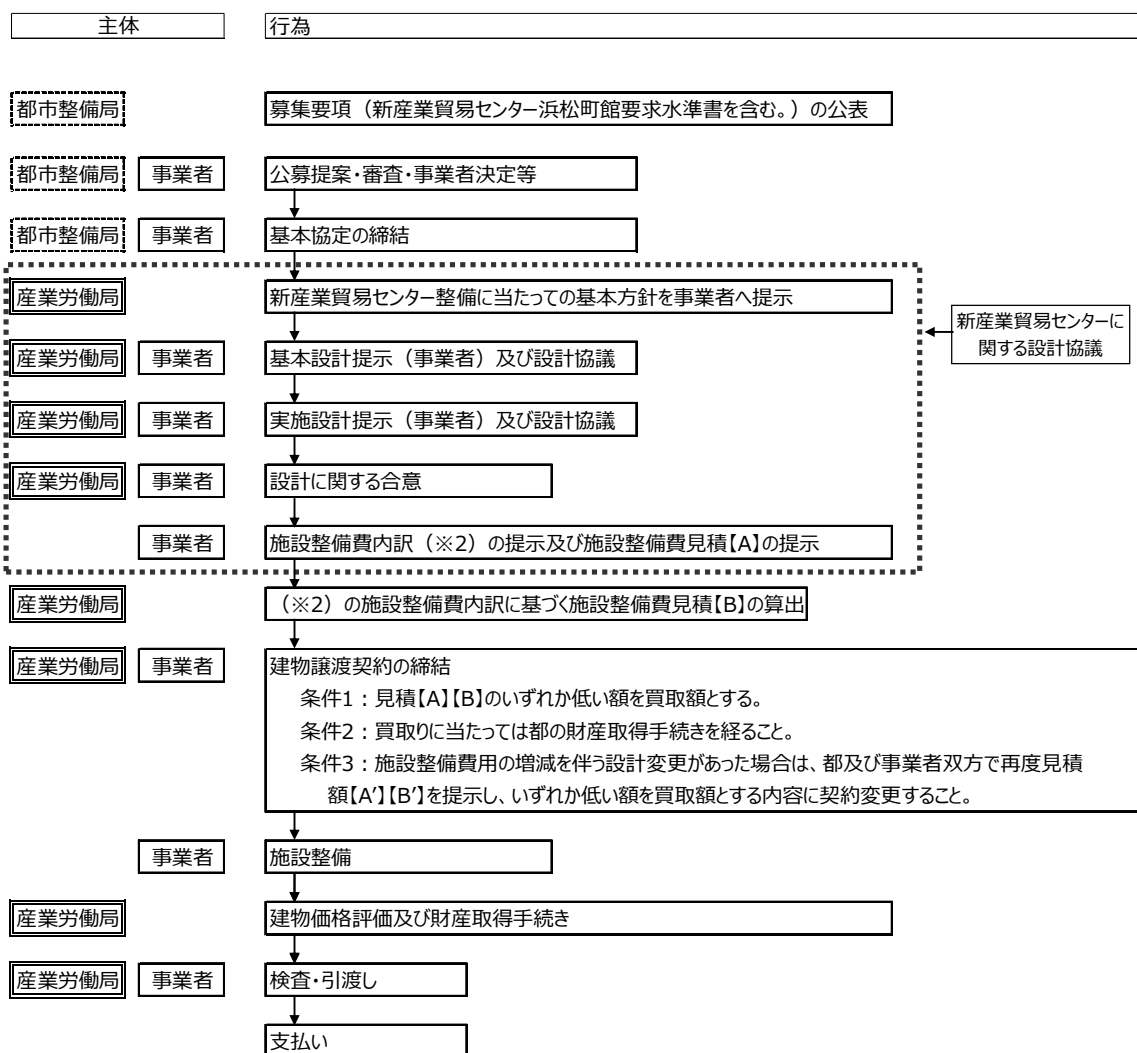 主体 行為
都市整備局 募集要項（新産業貿易センター浜松町館要求水準書を含む。）の公表
都市整備局 事業者 公募提案・審査・事業者決定等
都市整備局 事業者 基本協定の締結
産業労働局 新産業貿易センター整備に当たっての基本方針を事業者へ提示
新産業貿易センターに
関する設計協議
産業労働局 事業者 基本設計提示（事業者）及び設計協議
産業労働局 事業者 実施設計提示（事業者）及び設計協議
産業労働局 事業者 設計に関する合意
事業者 施設整備費内訳（※2）の提示及び施設整備費見積【A】の提示
産業労働局 （※2）の施設整備費内訳に基づく施設整備費見積【B】の算出
産業労働局 事業者 建物譲渡契約の締結
条件1：見積【A】【B】のいずれか低い額を買取額とする。
条件2：買取りに当たっては都の財産取得手続きを経ること。
条件3：施設整備費用の増減を伴う設計変更があった場合は、都及び事業者双方で再度見積
額【A′】【B′】を提示し、いずれか低い額を買取額とする内容に契約変更すること。
事業者 施設整備
産業労働局 建物価格評価及び財産取得手続き
産業労働局 事業者 検査・引渡し
支払い